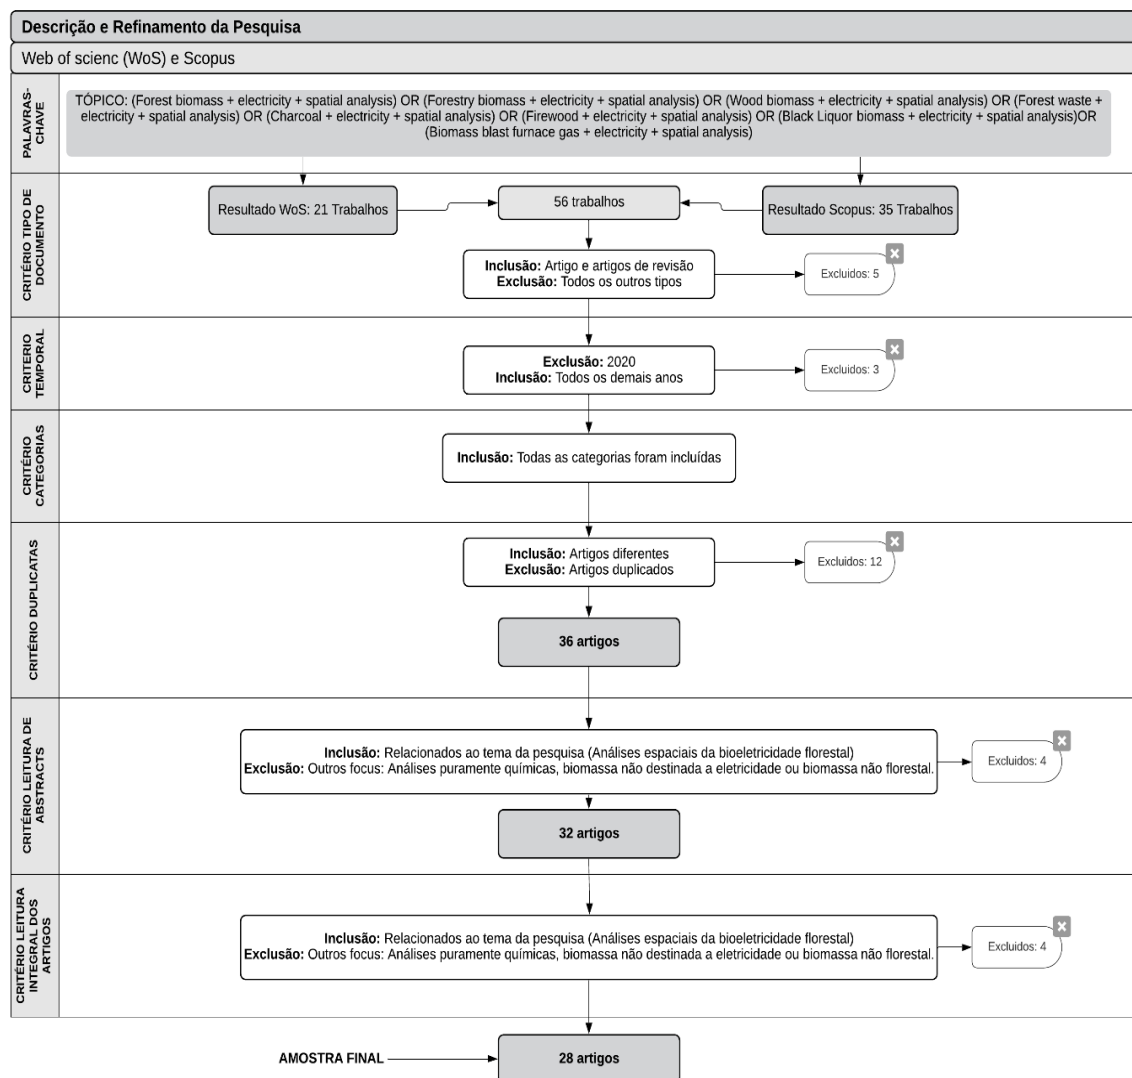 Descrição e Refinamento da Pesquisa
Web of scienc (WoS) e Scopus
PALAVRAS-
CHAVE
TÓPICO: (Forest biomass + electricity + spatial analysis) OR (Forestry biomass + electricity + spatial analysis) OR (Wood biomass + electricity + spatial analysis) OR (Forest waste +
electricity + spatial analysis) OR (Charcoal + electricity + spatial analysis) OR (Firewood + electricity + spatial analysis) OR (Black Liquor biomass + electricity + spatial analysis)OR
(Biomass blast furnace gas + electricity + spatial analysis)
CRITÉRIO TIPO DE
DOCUMENTO
Resultado WoS: 21 Trabalhos
56 trabalhos
Resultado Scopus: 35 Trabalhos
Inclusão: Artigo e artigos de revisão
Exclusão: Todos os outros tipos
Excluidos: 5
CRITERIO
TEMPORAL
Exclusão: 2020
Inclusão: Todos os demais anos
Excluidos: 3
CRITÉRIO
CATEGORIAS
Inclusão: Todas as categorias foram incluídas
CRITÉRIO DUPLICATAS
Inclusão: Artigos diferentes
Exclusão: Artigos duplicados
Excluidos: 12
36 artigos
CRITÉRIO LEITURA DE
ABSTRACTS
Inclusão: Relacionados ao tema da pesquisa (Análises espaciais da bioeletricidade florestal)
Exclusão: Outros focus: Análises puramente químicas, biomassa não destinada a eletricidade ou biomassa não florestal.
Excluidos: 4
32 artigos
CRITÉRIO LEITURA
INTEGRAL DOS
ARTIGOS
Inclusão: Relacionados ao tema da pesquisa (Análises espaciais da bioeletricidade florestal)
Exclusão: Outros focus: Análises puramente químicas, biomassa não destinada a eletricidade ou biomassa não florestal.
Excluidos: 4
AMOSTRA FINAL
28 artigos